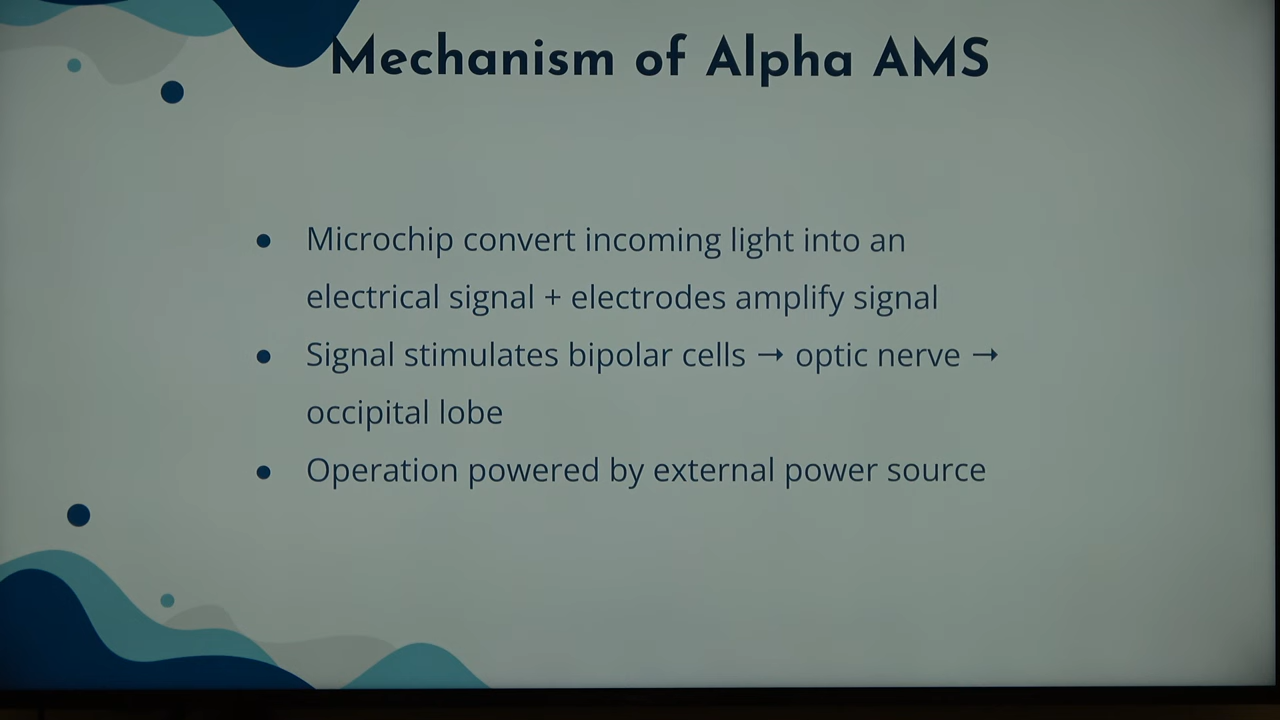 Mechanism of Alpha AMS
● Microchip convert incoming light into an
electrical signal + electrodes amplify signal
● Signal stimulates bipolar cells → optic nerve →
occipital lobe
● Operation powered by external power source